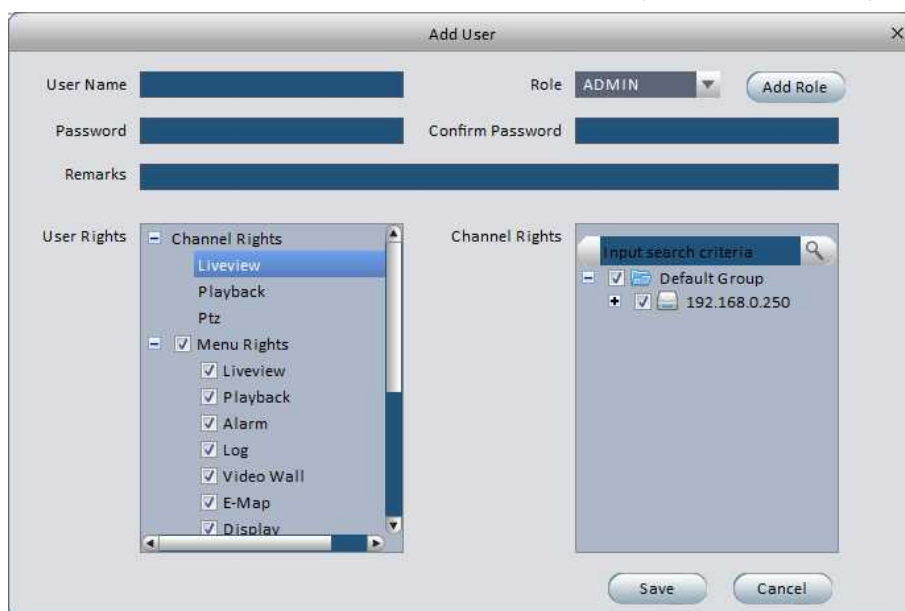 Add User
User Name
Role ADMIN Add Role
Password
Confirm Password
Remarks
User Rights
Channel Rights
Liveview
Playback
Ptz
Menu Rights
Liveview
Playback
Alarm
Log
Video Wall
E-Map
Display
Channel Rights
Input search criteria
Default Group
192.168.0.250
Save Cancel